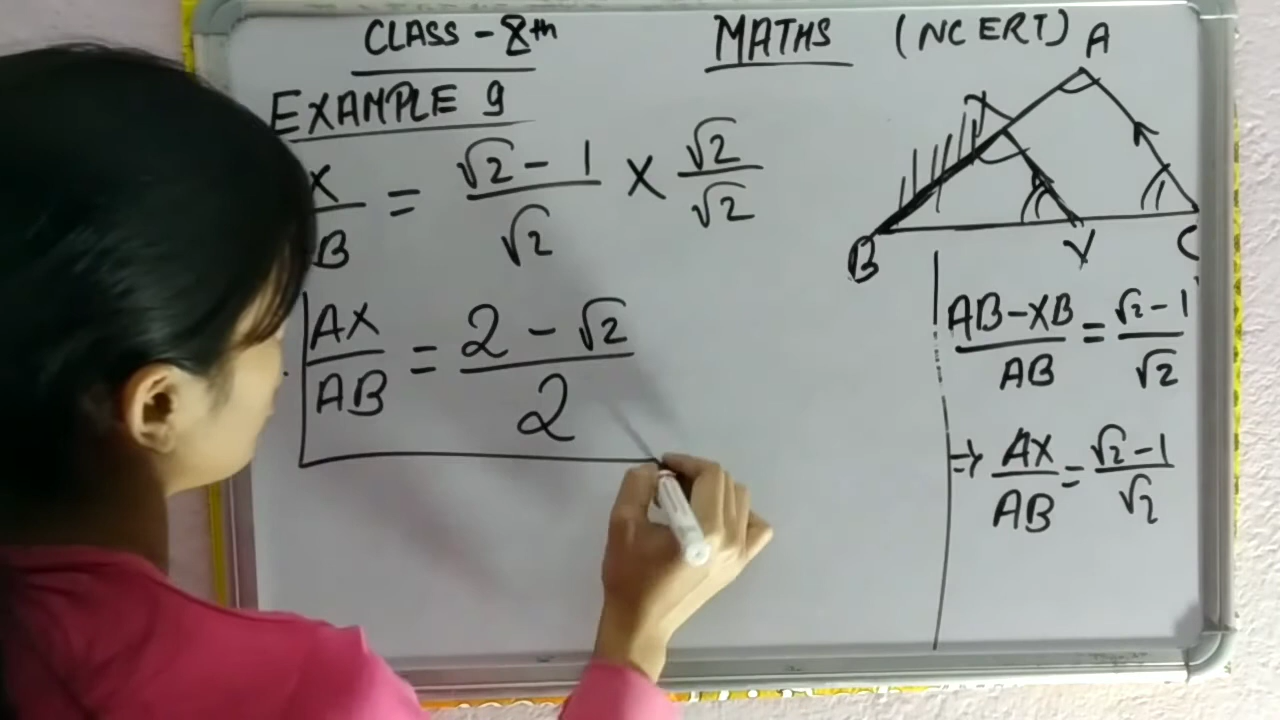 CLASS - 8th MATHS (NCERT)
EXAMPLE 9
X/B = √2 - 1/√2 × √2/√2
AX/AB = 2 - √2/2
A
X
B Y C
AB-XB/AB = √2-1/√2
⇒ AX/AB = √2-1/√2